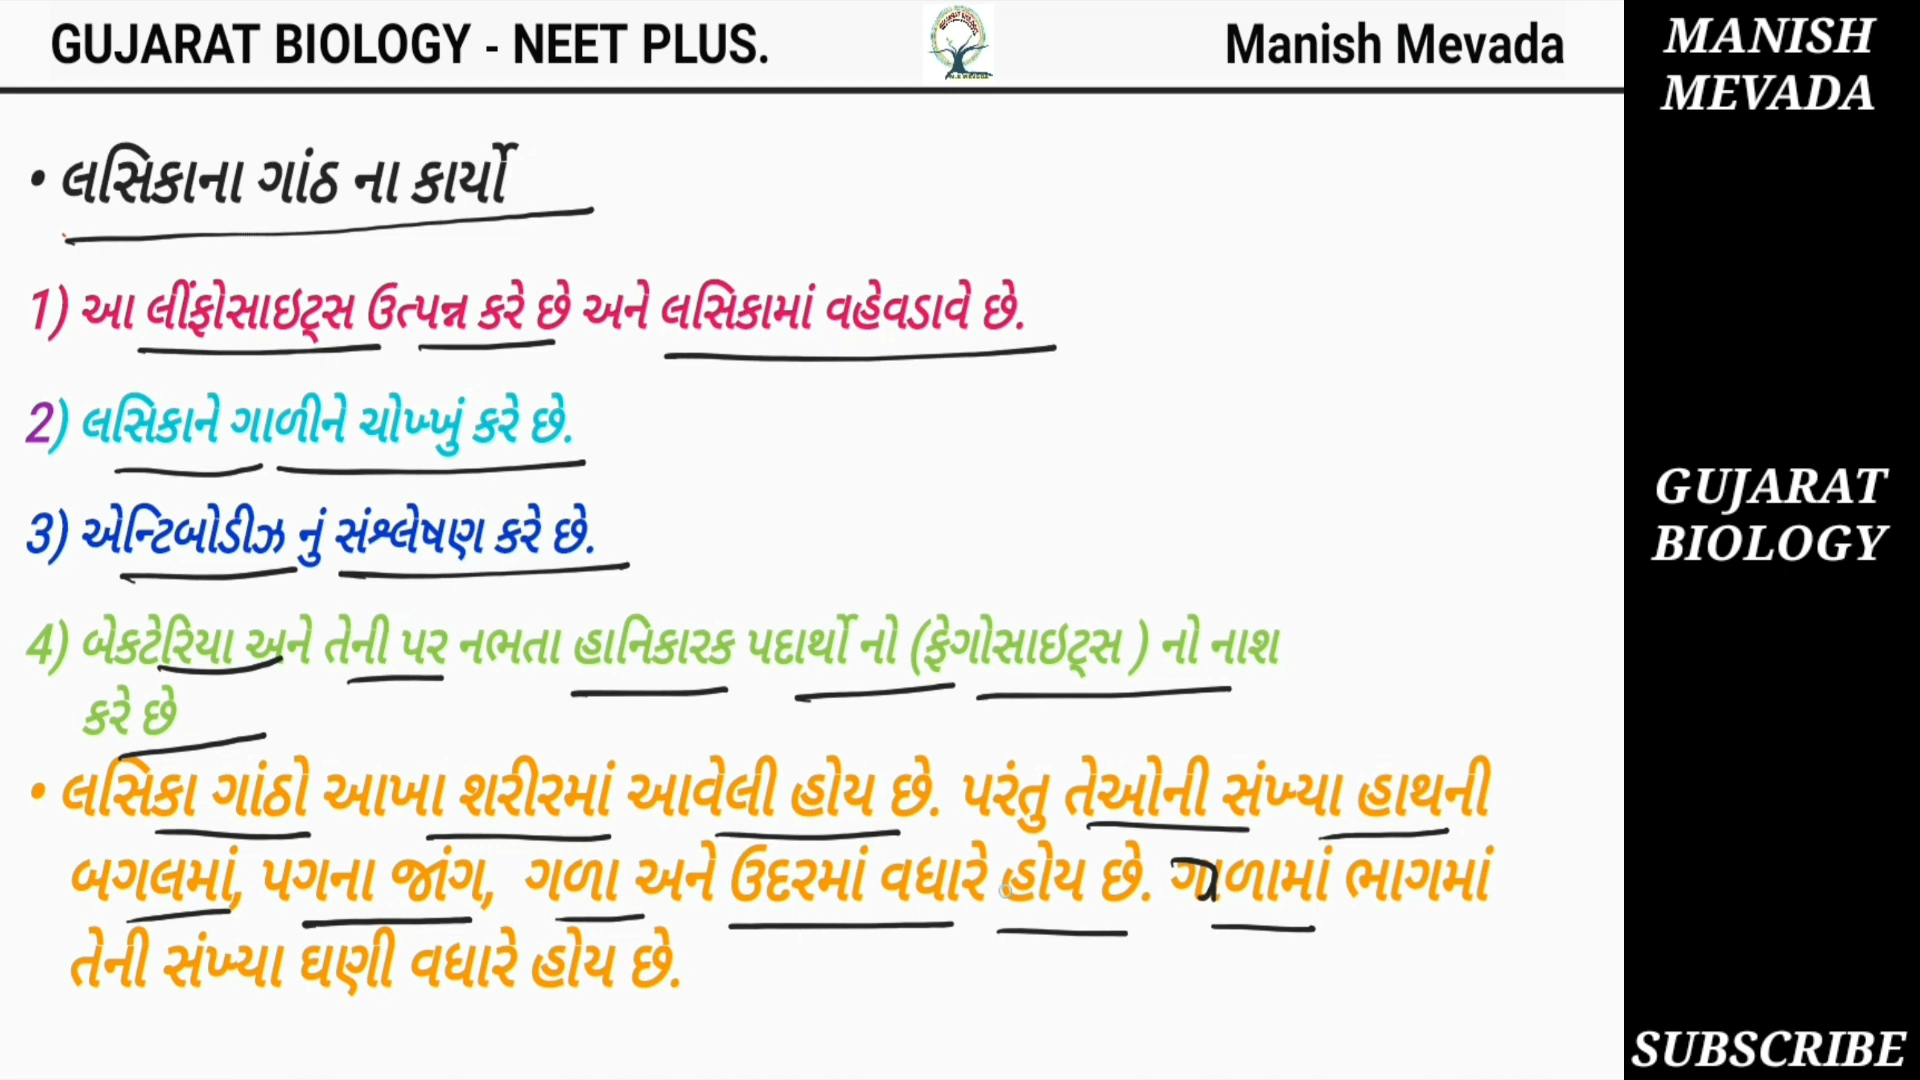 GUJARAT BIOLOGY - NEET PLUS.
Manish Mevada
• લસિકાના ગાંઠ ના કાર્યો
1) આ લીંફોસાઇટ્સ ઉત્પન્ન કરે છે અને લસિકામાં વહેવડાવે છે.
2) લસિકાને ગાળીને ચોખ્ખું કરે છે.
3) એન્ટિબોડીઝ નું સંશ્લેષણ કરે છે.
4) બેકટેરિયા અને તેની પર નભતા હાનિકારક પદાર્થો નો (ફેગોસાઇટ્સ ) નો નાશ
કરે છે
• લસિકા ગાંઠો આખા શરીરમાં આવેલી હોય છે. પરંતુ તેઓની સંખ્યા હાથની
બગલમાં, પગના જાંગ, ગળા અને ઉદરમાં વધારે હોય છે. ગાળામાં ભાગમાં
તેની સંખ્યા ઘણી વધારે હોય છે.
MANISH
MEVADA
GUJARAT
BIOLOGY
SUBSCRIBE